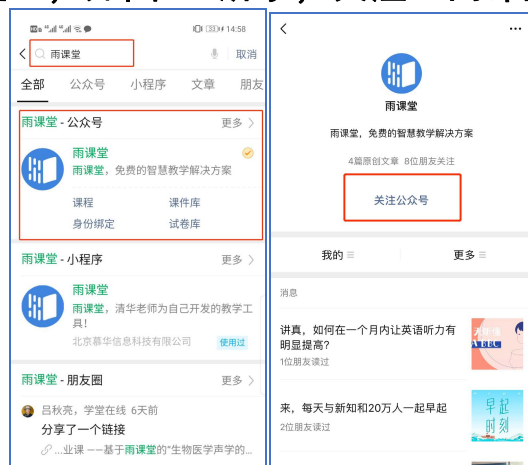 14:58
雨课堂
取消
全部 公众号 小程序 文章 朋友
雨课堂 - 公众号 更多
雨课堂
雨课堂，免费的智慧教学解决方案
课程 课件库
身份绑定 试卷库
雨课堂 - 小程序 更多
雨课堂
雨课堂，清华老师为自己开发的教学工
具!
北京慕华信息科技有限公司 使用过
雨课堂 - 朋友圈 更多
吕秋亮，学堂在线 6天前
分享了一个链接
...业课 ——基于雨课堂的“生物医学声学的...
雨课堂
雨课堂，免费的智慧教学解决方案
4篇原创文章 8位朋友关注
关注公众号
我的 更多
消息
讲真，如何在一个月内让英语听力有
明显提高?
1位朋友读过
来，每天与新知和20万人一起早起
2位朋友读过
早起
时刻